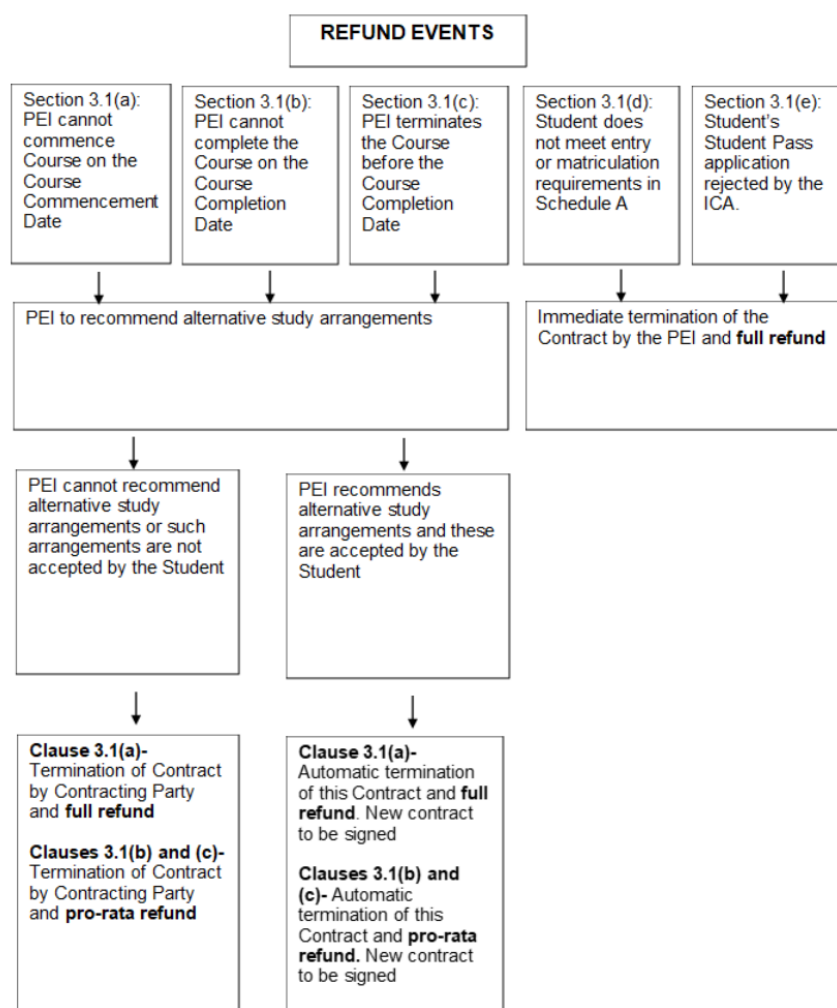 REFUND EVENTS
Section 3.1(a):
PEI cannot
commence
Course on the
Course
Commencement
Date
Section 3.1(b):
PEI cannot
complete the
Course on the
Course
Completion
Date
Section 3.1(c):
PEI terminates
the Course
before the
Course
Completion
Date
Section 3.1(d):
Student does
not meet entry
or matriculation
requirements in
Schedule A
Section 3.1(e):
Student’s
Student Pass
application
rejected by the
ICA.
PEI to recommend alternative study arrangements
Immediate termination of the
Contract by the PEI and full refund
PEI cannot recommend
alternative study
arrangements or such
arrangements are not
accepted by the Student
PEI recommends
alternative study
arrangements and these
are accepted by the
Student
Clause 3.1(a)-
Termination of Contract
by Contracting Party
and full refund
Clauses 3.1(b) and (c)-
Termination of Contract
by Contracting Party
and pro-rata refund
Clause 3.1(a)-
Automatic termination
of this Contract and full
refund. New contract
to be signed
Clauses 3.1(b) and
(c)- Automatic
termination of this
Contract and pro-rata
refund. New contract
to be signed